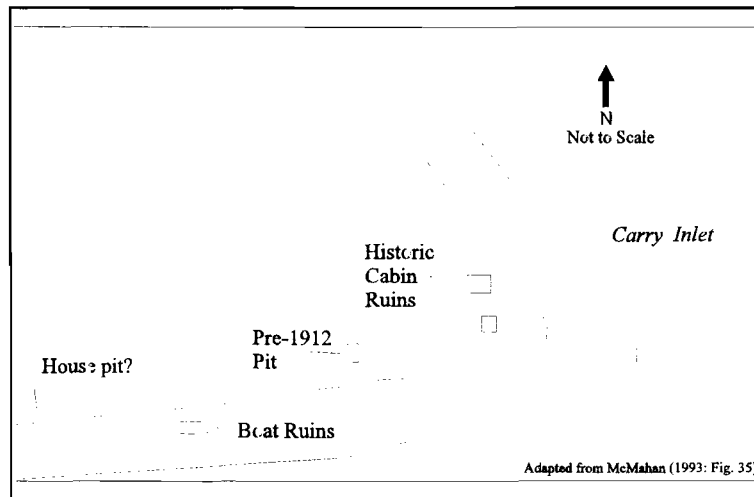 N
Not to Scale
Carry Inlet
Historic
Cabin
Ruins
Pre-1912
Pit
House pit?
Boat Ruins
Adapted from McMahan (1993: Fig. 35)